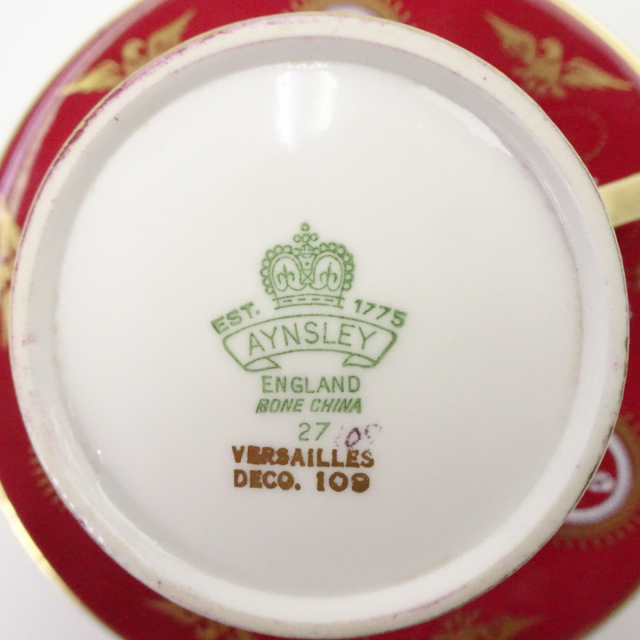 EST. 1775
AYNSLEY
ENGLAND
BONE CHINA
27
VERSAILLES
DECO. 109